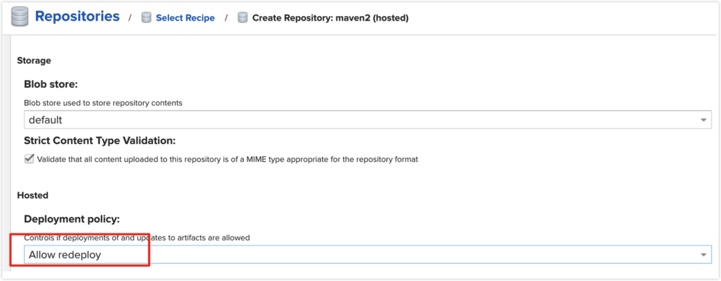 Repositories / Select Recipe / Create Repository: maven2 (hosted)
Storage
Blob store:
Blob store used to store repository contents
default
Strict Content Type Validation:
Validate that all content uploaded to this repository is of a MIME type appropriate for the repository format
Hosted
Deployment policy:
Controls if deployments of and updates to artifacts are allowed
Allow redeploy